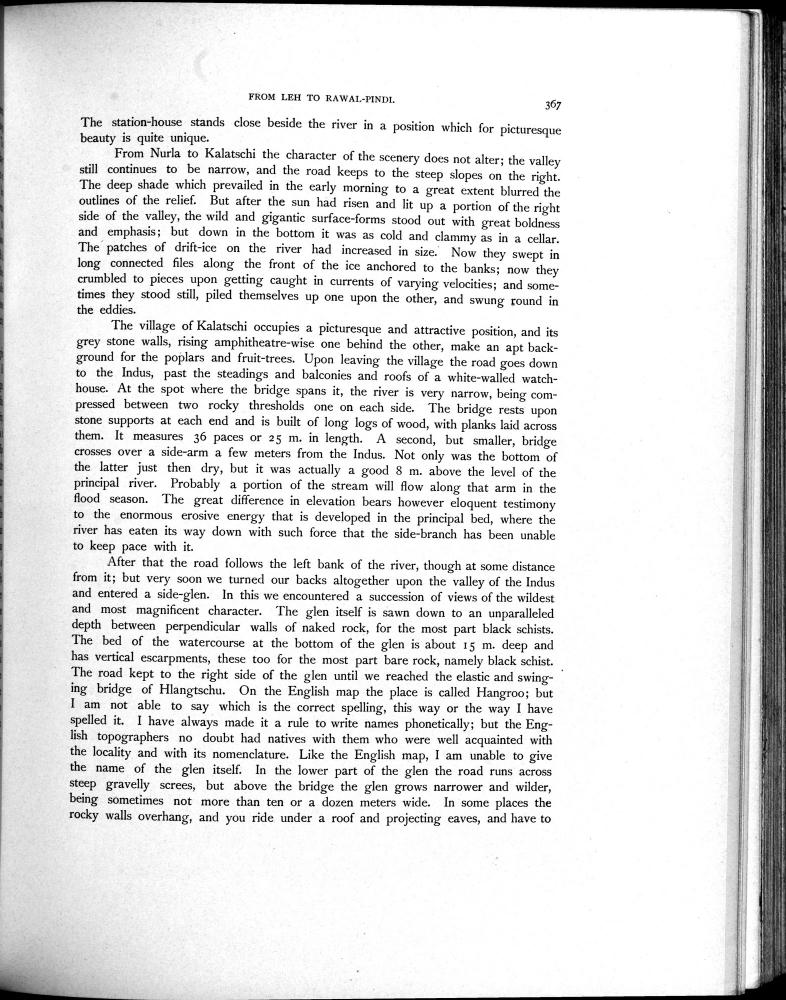 FROM LEH TO RAWAL-PINDI.
367
The station-house stands close beside the river in a position which for picturesque
beauty is quite unique.
From Nurla to Kalatschi the character of the scenery does not alter; the valley
still continues to be narrow, and the road keeps to the steep slopes on the right.
The deep shade which prevailed in the early morning to a great extent blurred the
outlines of the relief. But after the sun had risen and lit up a portion of the right
side of the valley, the wild and gigantic surface-forms stood out with great boldness
and emphasis; but down in the bottom it was as cold and clammy as in a cellar.
The patches of drift-ice on the river had increased in size. Now they swept in
long connected files along the front of the ice anchored to the banks; now they
crumbled to pieces upon getting caught in currents of varying velocities; and some-
times they stood still, piled themselves up one upon the other, and swung round in
the eddies.
The village of Kalatschi occupies a picturesque and attractive position, and its
grey stone walls, rising amphitheatre-wise one behind the other, make an apt back-
ground for the poplars and fruit-trees. Upon leaving the village the road goes down
to the Indus, past the steadings and balconies and roofs of a white-walled watch-
house. At the spot where the bridge spans it, the river is very narrow, being com-
pressed between two rocky thresholds one on each side. The bridge rests upon
stone supports at each end and is built of long logs of wood, with planks laid across
them. It measures 36 paces or 25 m. in length. A second, but smaller, bridge
crosses over a side-arm a few meters from the Indus. Not only was the bottom of
the latter just then dry, but it was actually a good 8 m. above the level of the
principal river. Probably a portion of the stream will flow along that arm in the
flood season. The great difference in elevation bears however eloquent testimony
to the enormous erosive energy that is developed in the principal bed, where the
river has eaten its way down with such force that the side-branch has been unable
to keep pace with it.
After that the road follows the left bank of the river, though at some distance
from it; but very soon we turned our backs altogether upon the valley of the Indus
and entered a side-glen. In this we encountered a succession of views of the wildest
and most magnificent character. The glen itself is sawn down to an unparalleled
depth between perpendicular walls of naked rock, for the most part black schists.
The bed of the watercourse at the bottom of the glen is about 15 m. deep and
has vertical escarpments, these too for the most part bare rock, namely black schist.
The road kept to the right side of the glen until we reached the elastic and swing-
ing bridge of Hlangtschu. On the English map the place is called Hangroo; but
I am not able to say which is the correct spelling, this way or the way I have
spelled it. I have always made it a rule to write names phonetically; but the Eng-
lish topographers no doubt had natives with them who were well acquainted with
the locality and with its nomenclature. Like the English map, I am unable to give
the name of the glen itself. In the lower part of the glen the road runs across
steep gravelly screes, but above the bridge the glen grows narrower and wilder,
being sometimes not more than ten or a dozen meters wide. In some places the
rocky walls overhang, and you ride under a roof and projecting eaves, and have to